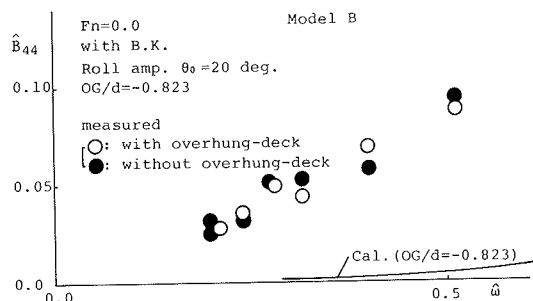 Fn=0.0
Model B
B̂44
with B.K.
Roll amp. θ₀=20 deg.
0.10
OG/d=-0.823
measured
○: with overhung-deck
●: without overhung-deck
0.05
Cal.(OG/d=-0.823)
0.0
0.0
0.5
ω̂